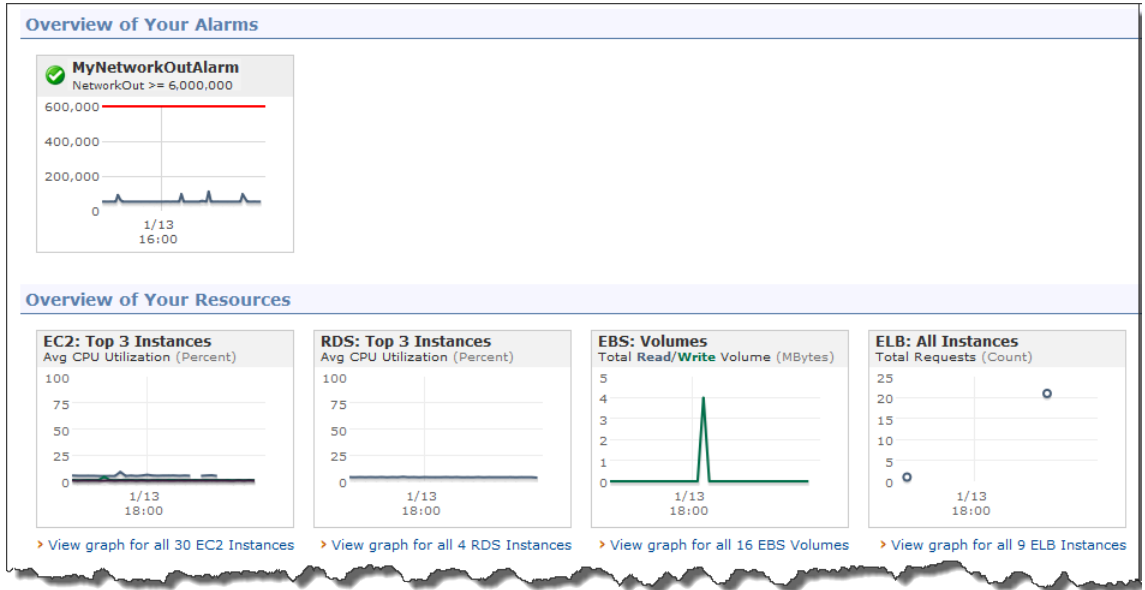 Overview of Your Alarms
MyNetworkOutAlarm
NetworkOut >= 6,000,000
600,000
400,000
200,000
0
1/13
16:00
Overview of Your Resources
EC2: Top 3 Instances
Avg CPU Utilization (Percent)
100
75
50
25
0
1/13
18:00
> View graph for all 30 EC2 Instances
RDS: Top 3 Instances
Avg CPU Utilization (Percent)
100
75
50
25
0
1/13
18:00
> View graph for all 4 RDS Instances
EBS: Volumes
Total Read/Write Volume (MBytes)
5
4
3
2
1
0
1/13
18:00
> View graph for all 16 EBS Volumes
ELB: All Instances
Total Requests (Count)
25
20
15
10
5
0
1/13
18:00
> View graph for all 9 ELB Instances